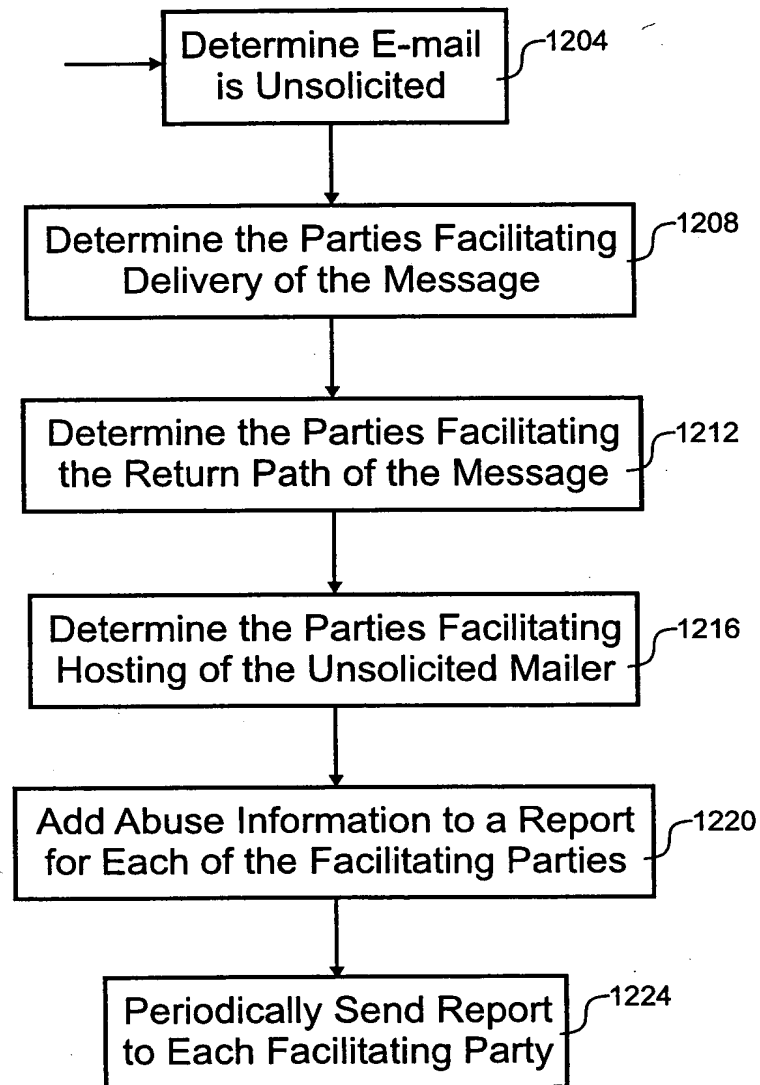 Determine E-mail
is Unsolicited
1204
Determine the Parties Facilitating
Delivery of the Message
1208
Determine the Parties Facilitating
the Return Path of the Message
1212
Determine the Parties Facilitating
Hosting of the Unsolicited Mailer
1216
Add Abuse Information to a Report
for Each of the Facilitating Parties
1220
Periodically Send Report
to Each Facilitating Party
1224